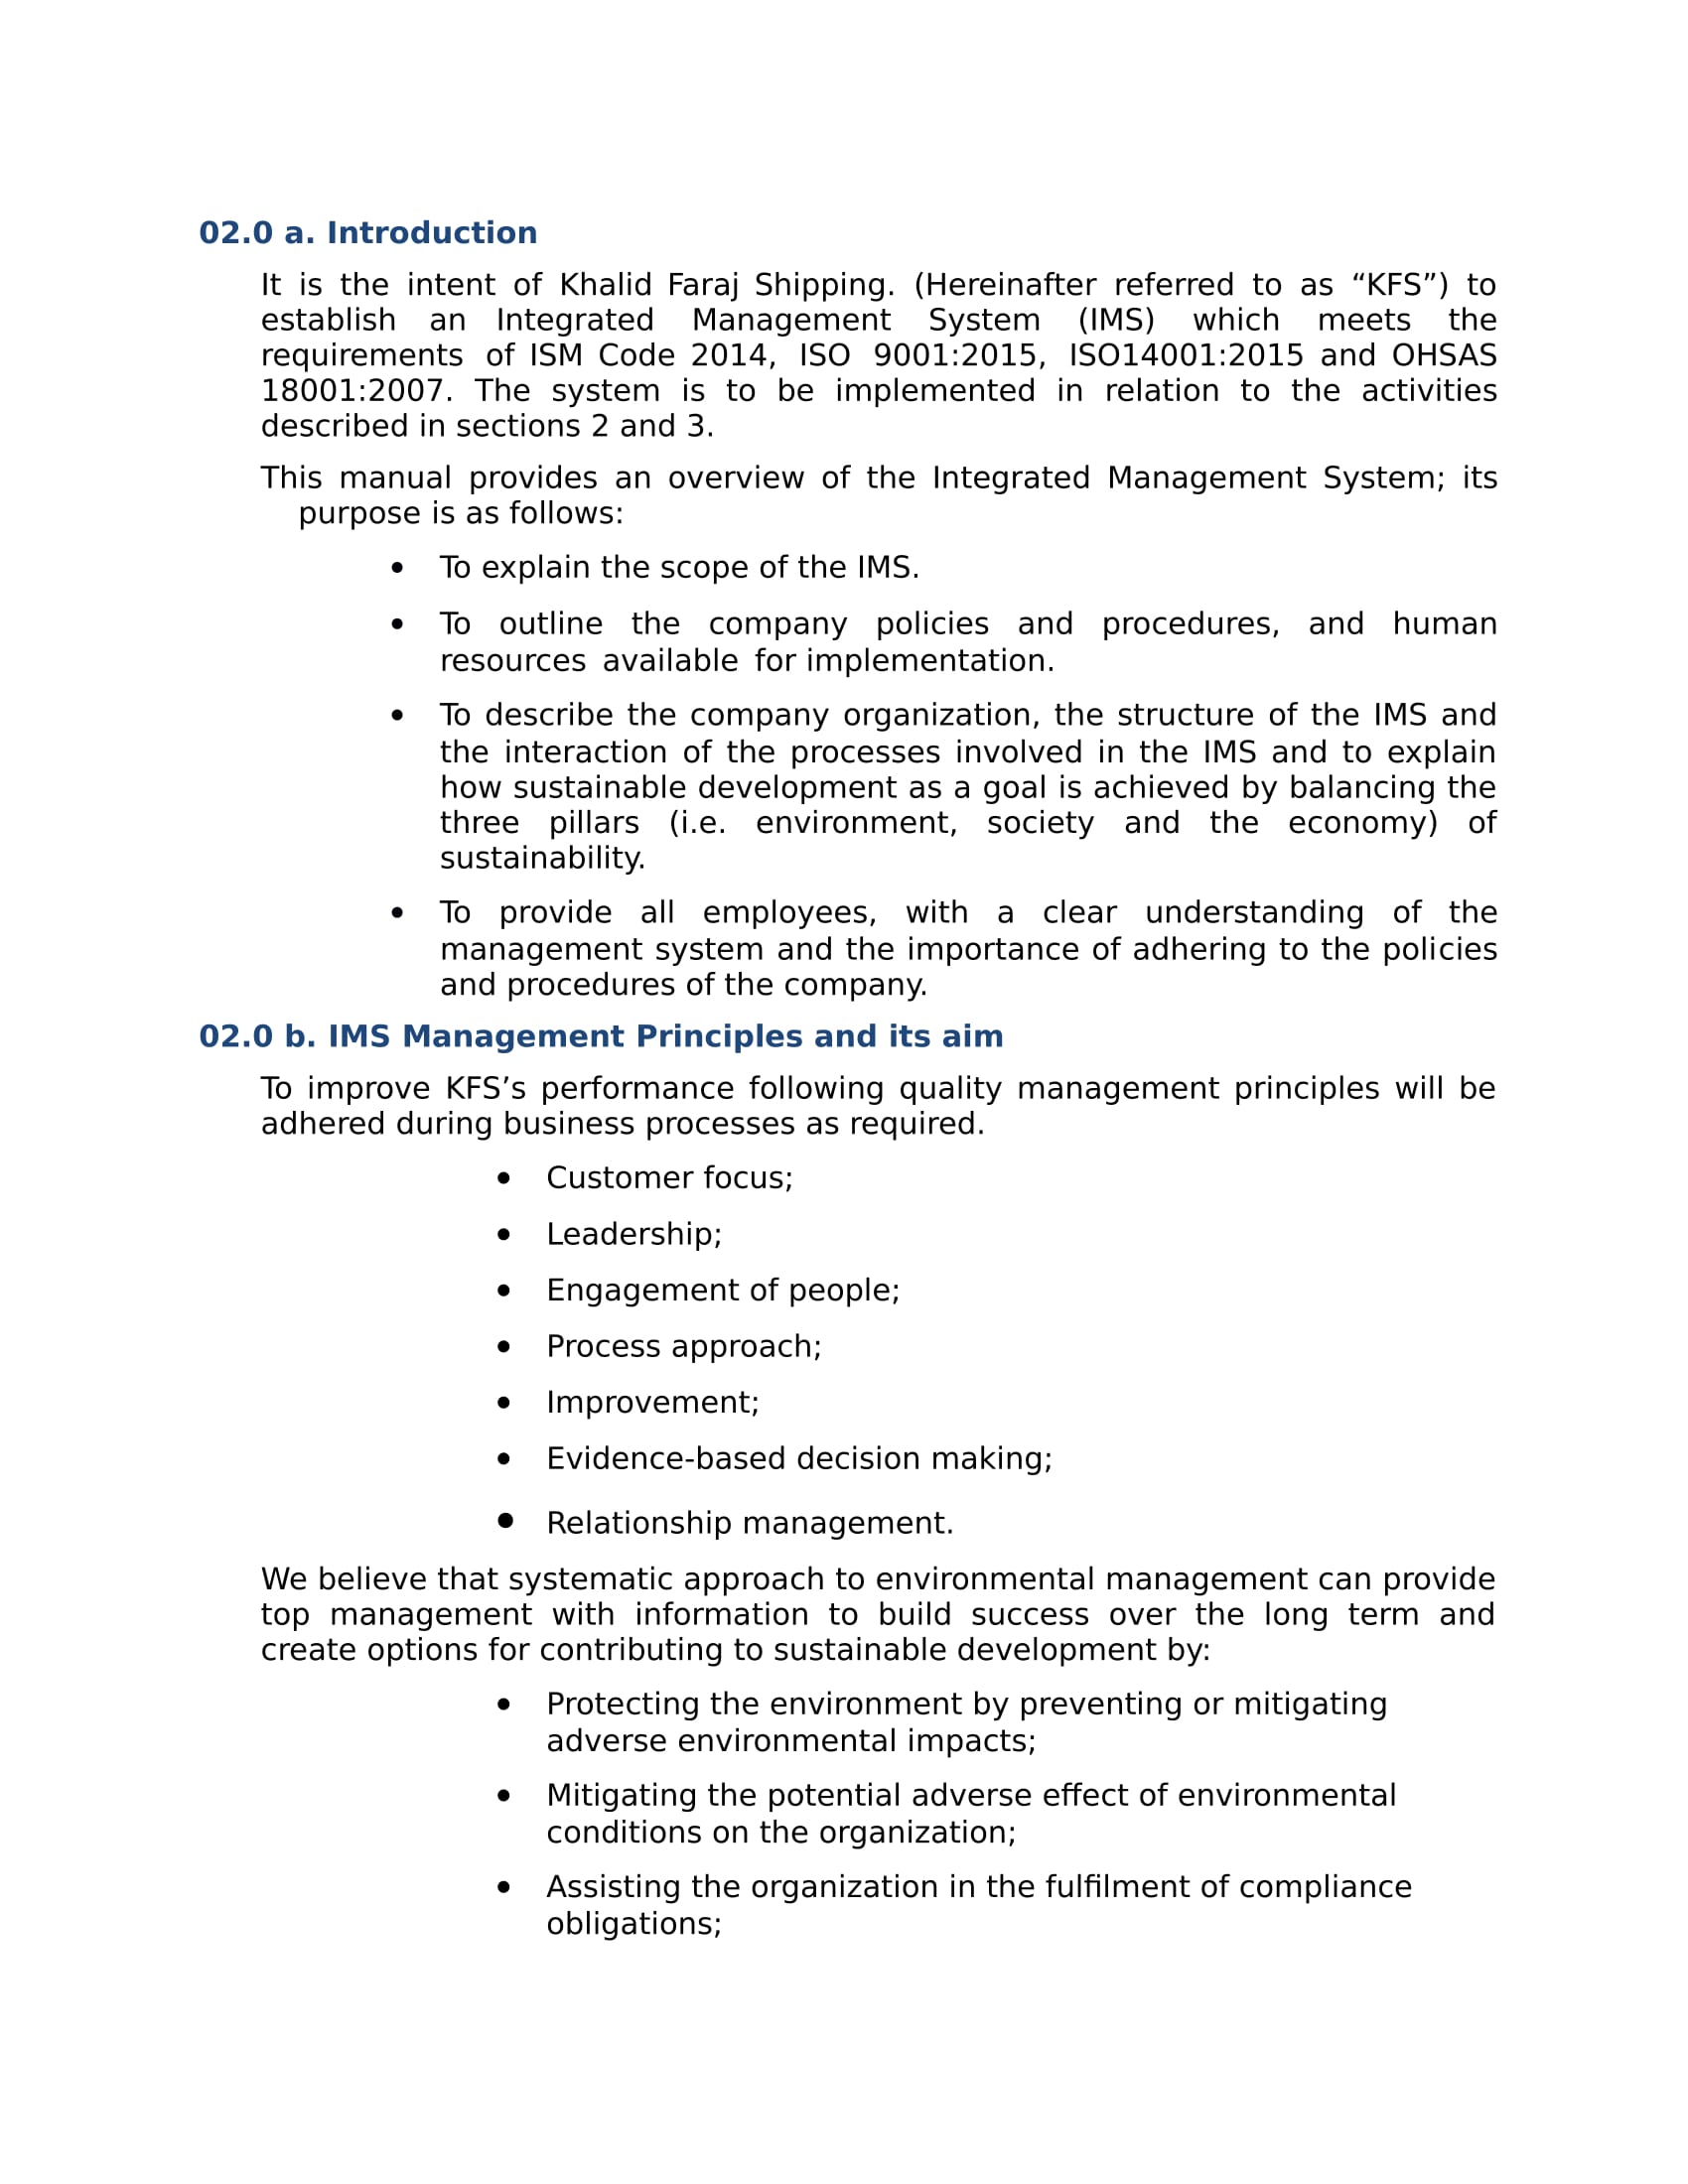 02.0 a. Introduction
It is the intent of Khalid Faraj Shipping. (Hereinafter referred to as “KFS”) to
establish an Integrated Management System (IMS) which meets the
requirements of ISM Code 2014, ISO 9001:2015, ISO14001:2015 and OHSAS
18001:2007. The system is to be implemented in relation to the activities
described in sections 2 and 3.
This manual provides an overview of the Integrated Management System; its
purpose is as follows:
• To explain the scope of the IMS.
• To outline the company policies and procedures, and human
resources available for implementation.
• To describe the company organization, the structure of the IMS and
the interaction of the processes involved in the IMS and to explain
how sustainable development as a goal is achieved by balancing the
three pillars (i.e. environment, society and the economy) of
sustainability.
• To provide all employees, with a clear understanding of the
management system and the importance of adhering to the policies
and procedures of the company.
02.0 b. IMS Management Principles and its aim
To improve KFS’s performance following quality management principles will be
adhered during business processes as required.
• Customer focus;
• Leadership;
• Engagement of people;
• Process approach;
• Improvement;
• Evidence-based decision making;
• Relationship management.
We believe that systematic approach to environmental management can provide
top management with information to build success over the long term and
create options for contributing to sustainable development by:
• Protecting the environment by preventing or mitigating
adverse environmental impacts;
• Mitigating the potential adverse effect of environmental
conditions on the organization;
• Assisting the organization in the fulfilment of compliance
obligations;